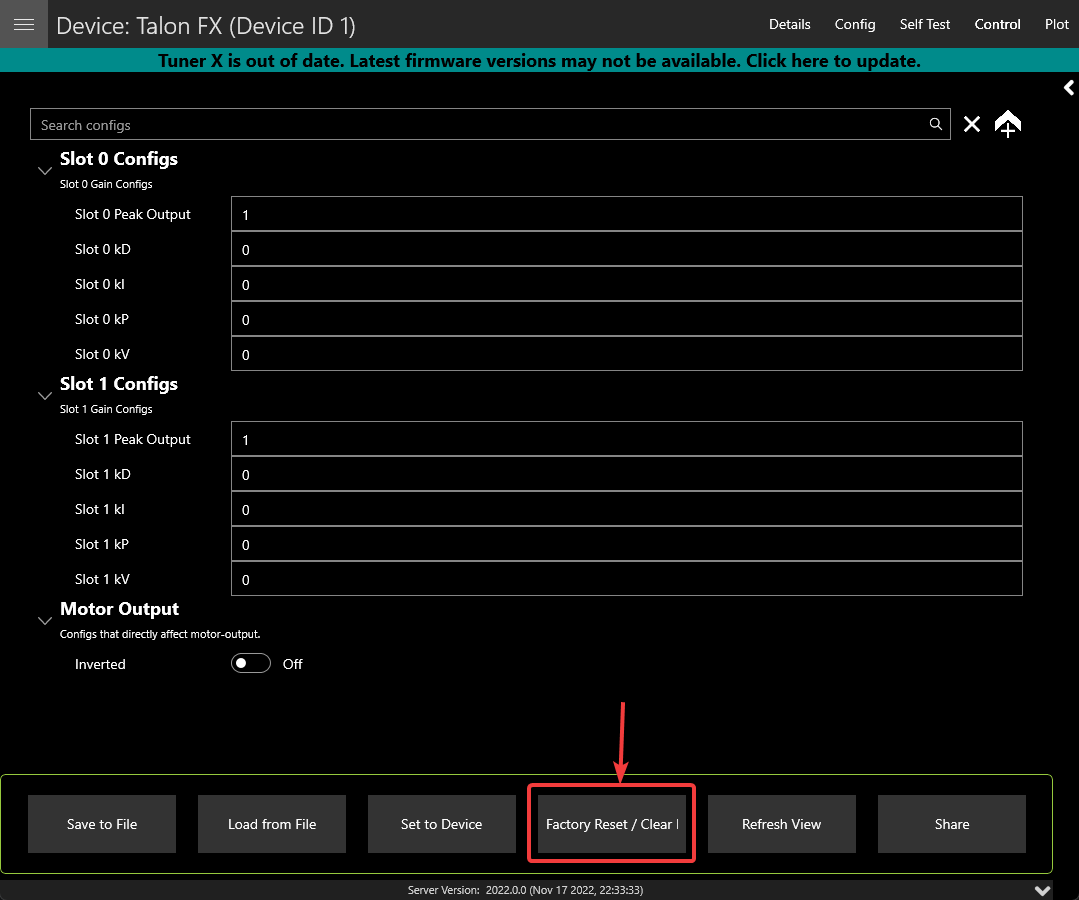 Device: Talon FX (Device ID 1) Details Config Self Test Control Plot
Tuner X is out of date. Latest firmware versions may not be available. Click here to update.
Search configs
Slot 0 Configs
Slot 0 Gain Configs
Slot 0 Peak Output 1
Slot 0 kD 0
Slot 0 kI 0
Slot 0 kP 0
Slot 0 kV 0
Slot 1 Configs
Slot 1 Gain Configs
Slot 1 Peak Output 1
Slot 1 kD 0
Slot 1 kI 0
Slot 1 kP 0
Slot 1 kV 0
Motor Output
Configs that directly affect motor-output.
Inverted Off
Save to File Load from File Set to Device Factory Reset / Clear Refresh View Share
Server Version: 2022.0.0 (Nov 17 2022, 22:33:33)